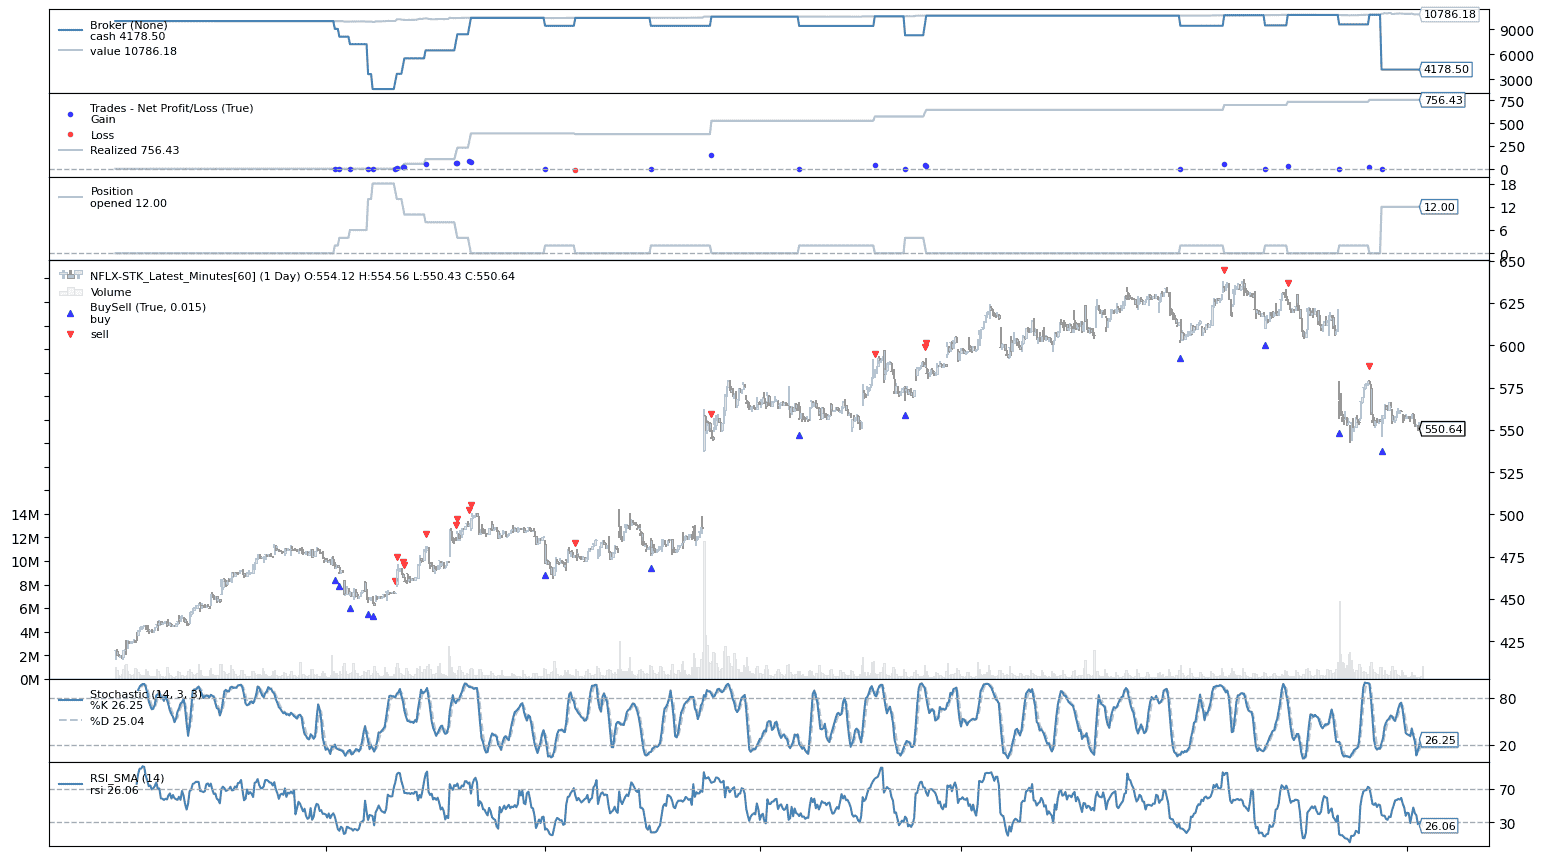 Broker (None)
cash 4178.50
value 10786.18
10786.18
9000
6000
4178.50
3000
Trades - Net Profit/Loss (True)
Gain
Loss
Realized 756.43
756.43
750
500
250
0
Position
opened 12.00
18
12
12.00
6
0
NFLX-STK_Latest_Minutes[60] (1 Day) O:554.12 H:554.56 L:550.43 C:550.64
Volume
BuySell (True, 0.015)
buy
sell
650
625
600
575
550
550.64
525
500
475
450
425
14M
12M
10M
8M
6M
4M
2M
0M
Stochastic (14, 3, 3)
%K 26.25
%D 25.04
80
26.25
20
RSI_SMA (14)
rsi 26.06
70
30
26.06